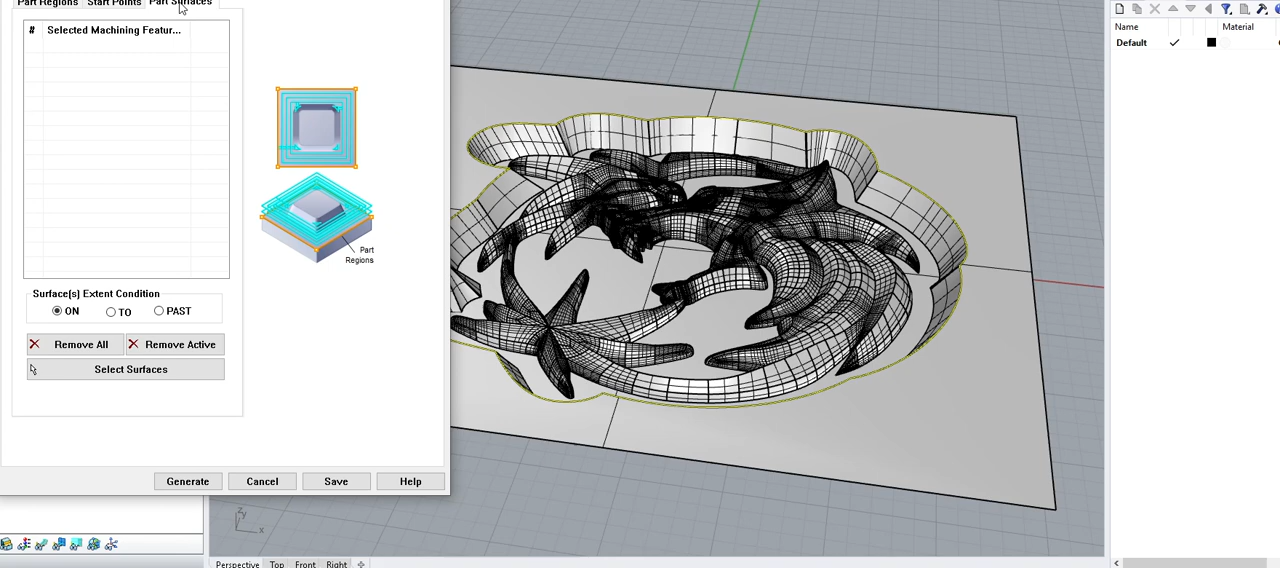 Part Regions Start Points Part Surfaces
# Selected Machining Featur...
Part
Regions
Surface(s) Extent Condition
ON TO PAST
Remove All Remove Active
Select Surfaces
Generate Cancel Save Help
Name Material
Default
z
y
x
Perspective Top Front Right